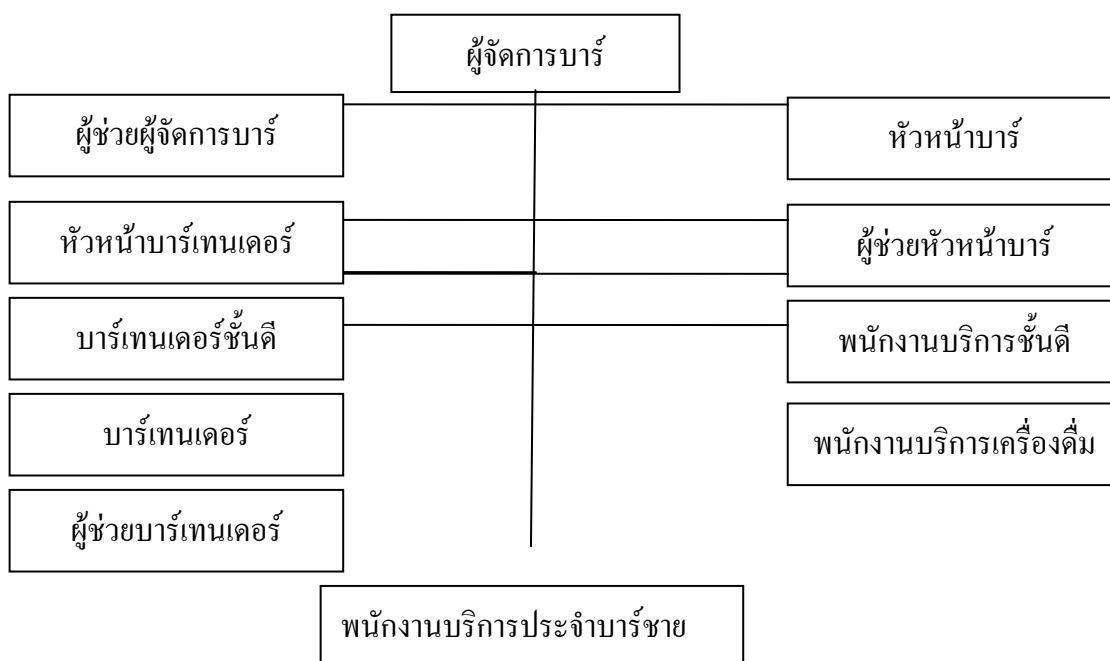 ผู้จัดการบาร์
ผู้ช่วยผู้จัดการบาร์
หัวหน้าบาร์
หัวหน้าบาร์เทนเดอร์
ผู้ช่วยหัวหน้าบาร์
บาร์เทนเดอร์ชั้นดี
พนักงานบริการชั้นดี
บาร์เทนเดอร์
พนักงานบริการเครื่องดื่ม
ผู้ช่วยบาร์เทนเดอร์
พนักงานบริการประจำบาร์ชาย